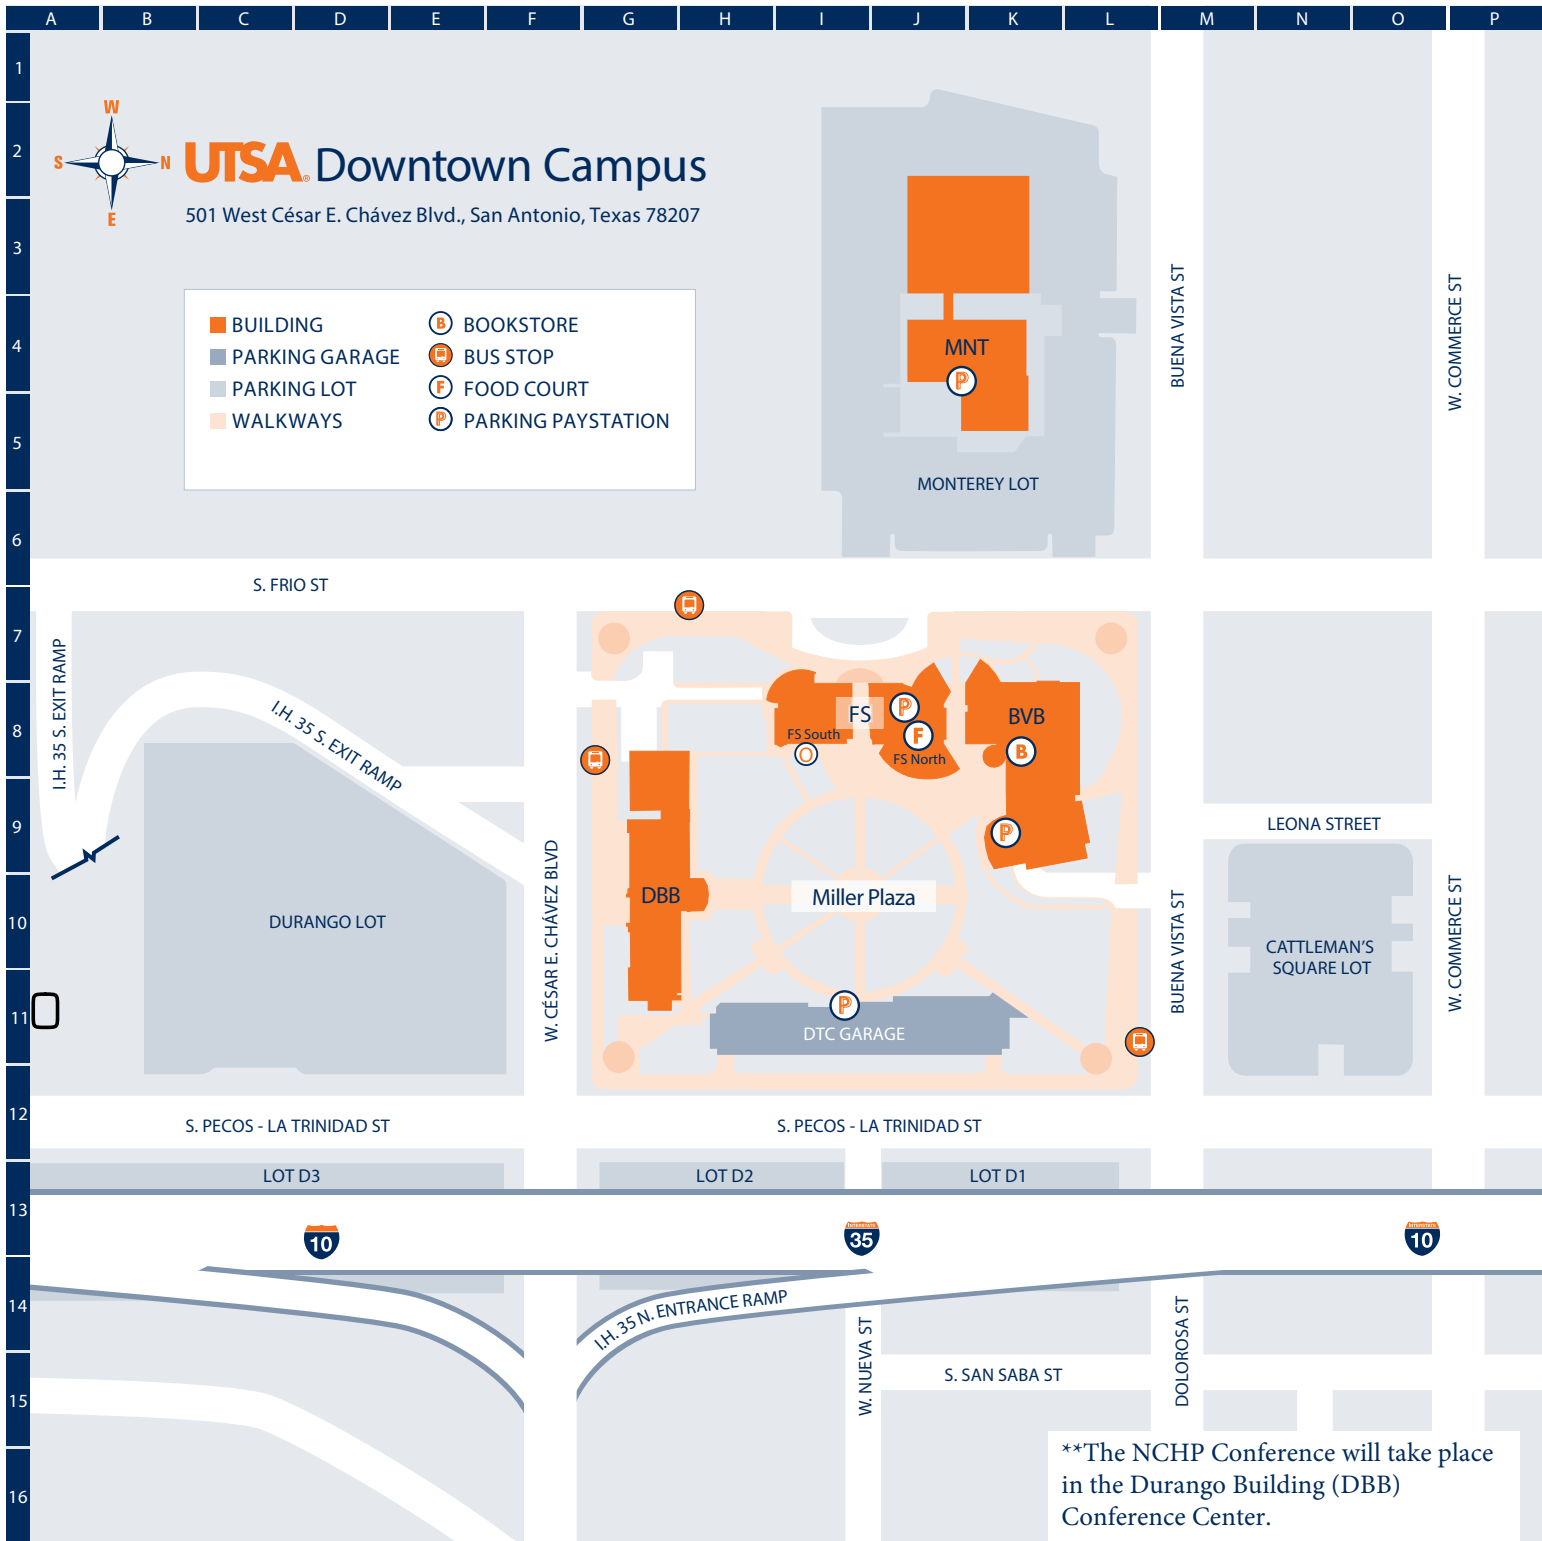 A B C D E F G H I J K L M N O P
1
2
3
4
5
6
7
8
9
10
11
12
13
14
15
16
W
S N
E
UTSA® Downtown Campus
501 West César E. Chávez Blvd., San Antonio, Texas 78207
BUILDING
PARKING GARAGE
PARKING LOT
WALKWAYS
B BOOKSTORE
BUS STOP
F FOOD COURT
P PARKING PAYSTATION
MNT
P
MONTEREY LOT
BUENA VISTA ST
W. COMMERCE ST
S. FRIO ST
I.H. 35 S. EXIT RAMP
I.H. 35 S. EXIT RAMP
FS
P
F
FS South
O
FS North
BVB
B
P
LEONA STREET
DURANGO LOT
W. CÉSAR E. CHÁVEZ BLVD
DBB
Miller Plaza
BUENA VISTA ST
CATTLEMAN'S
SQUARE LOT
W. COMMERCE ST
P
DTC GARAGE
S. PECOS - LA TRINIDAD ST
S. PECOS - LA TRINIDAD ST
LOT D3
LOT D2
LOT D1
10
INTERSTATE
35
INTERSTATE
10
I.H. 35 N. ENTRANCE RAMP
W. NUEVA ST
S. SAN SABA ST
DOLOROSA ST
**The NCHP Conference will take place
in the Durango Building (DBB)
Conference Center.